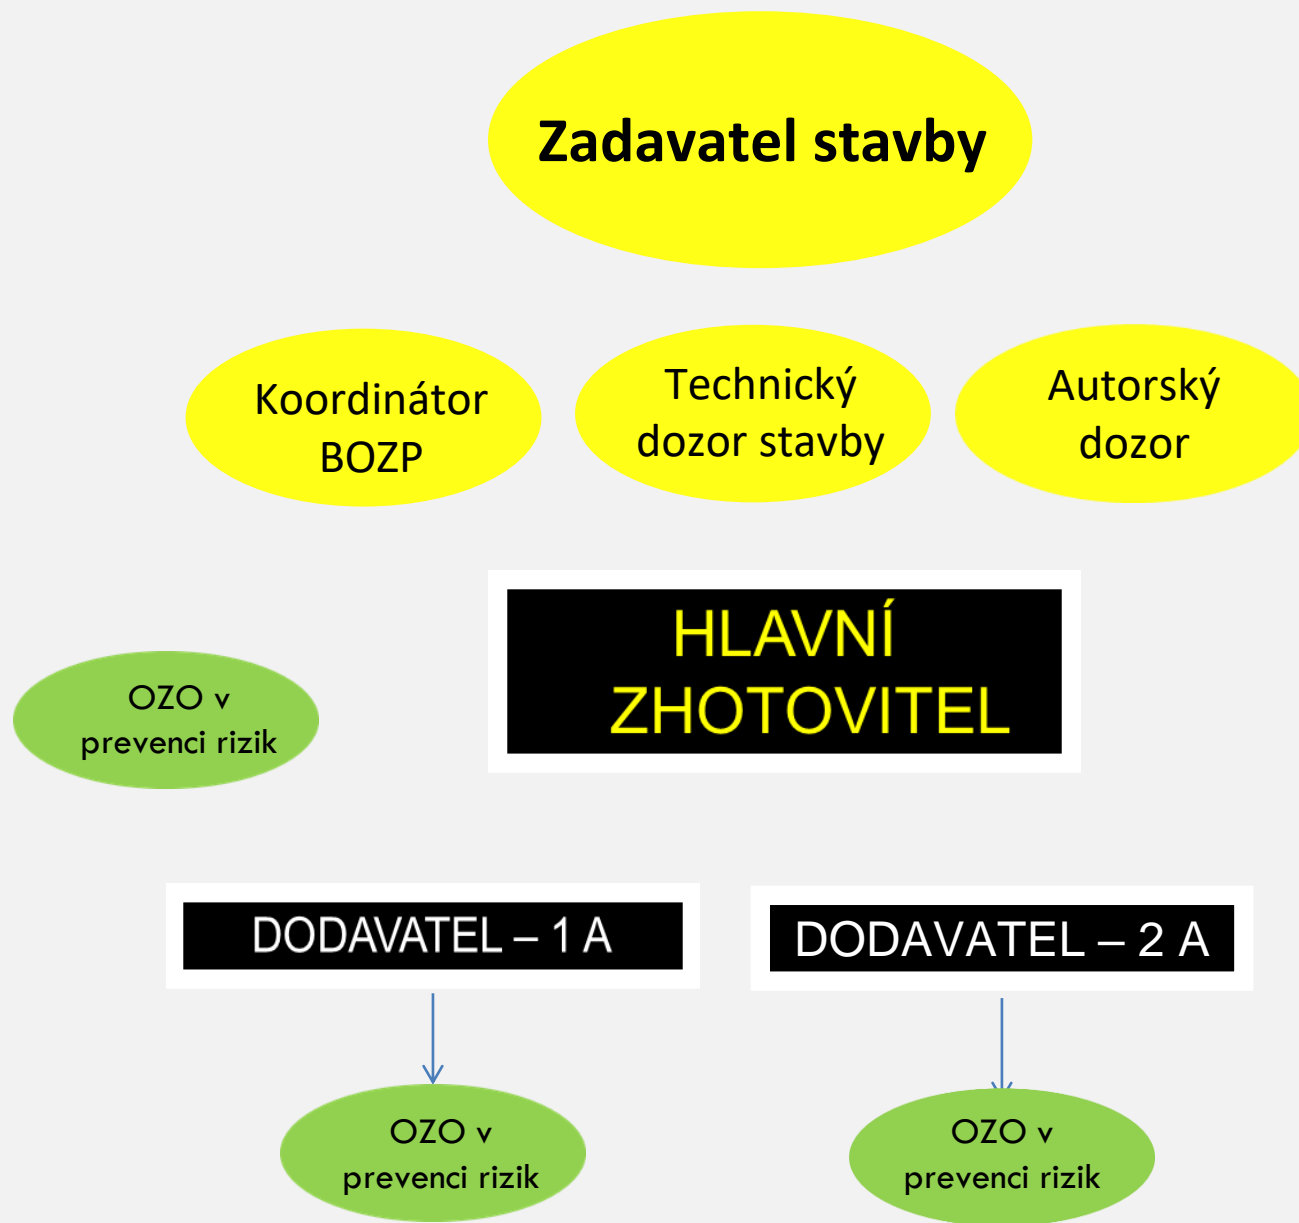 Zadavatel stavby
Koordinátor
BOZP
Technický
dozor stavby
Autorský
dozor
HLAVNÍ
ZHOTOVITEL
OZO v
prevenci rizik
DODAVATEL – 1 A
DODAVATEL – 2 A
OZO v
prevenci rizik
OZO v
prevenci rizik